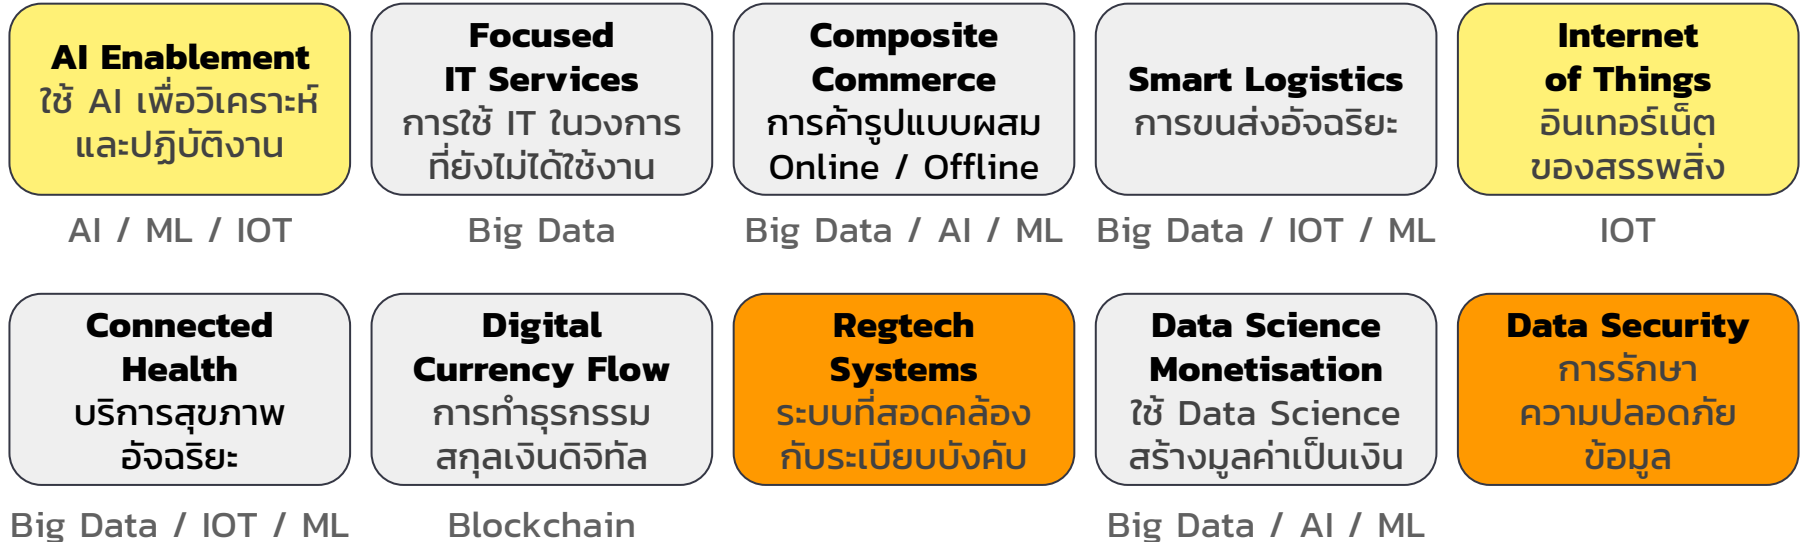 AI Enablement
ใช้ AI เพื่อวิเคราะห์
และปฏิบัติงาน
AI / ML / IOT
Focused
IT Services
การใช้ IT ในวงการ
ที่ยังไม่ได้ใช้งาน
Big Data
Composite
Commerce
การค้ารูปแบบผสม
Online / Offline
Big Data / AI / ML
Smart Logistics
การขนส่งอัจฉริยะ
Big Data / IOT / ML
Internet
of Things
อินเทอร์เน็ต
ของสรรพสิ่ง
IOT
Connected
Health
บริการสุขภาพ
อัจฉริยะ
Big Data / IOT / ML
Digital
Currency Flow
การทำธุรกรรม
สกุลเงินดิจิทัล
Blockchain
Regtech
Systems
ระบบที่สอดคล้อง
กับระเบียบบังคับ
Data Science
Monetisation
ใช้ Data Science
สร้างมูลค่าเป็นเงิน
Big Data / AI / ML
Data Security
การรักษา
ความปลอดภัย
ข้อมูล